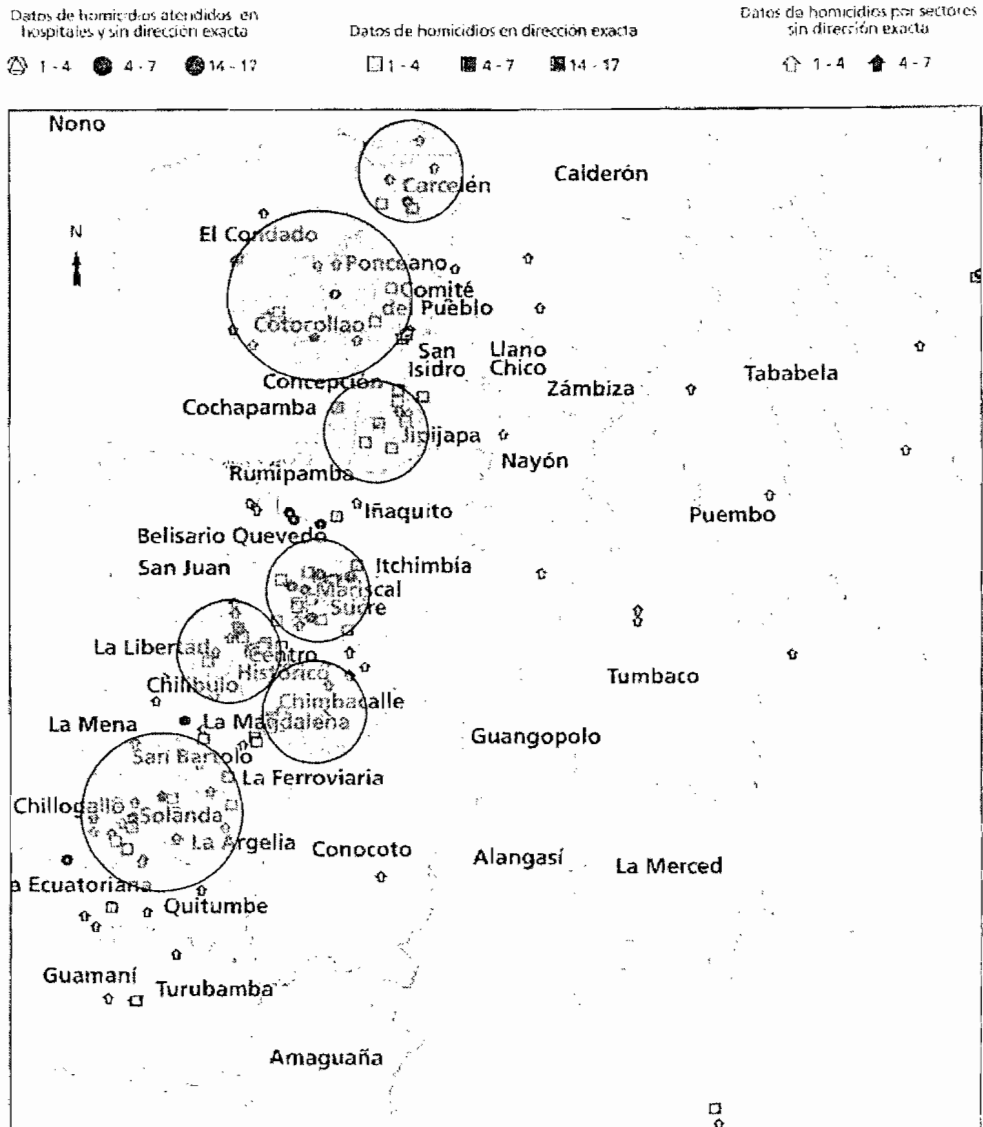 Datos de homicidios atendidos en
hospitales y sin dirección exacta
1 - 4 4 - 7 14 - 17
Datos de homicidios en dirección exacta
1 - 4 4 - 7 14 - 17
Datos de homicidios por sectores
sin dirección exacta
1 - 4 4 - 7
Nono
Calderón
Carcelén
N
El Condado
Ponceano
Comité
del Pueblo
Cotocollao
San
Isidro
Llano
Chico
Concepción
Zámbiza
Tababela
Cochapamba
Jipijapa
Nayón
Rumipamba
Iñaquito
Puembo
Belisario Quevedo
San Juan
Itchimbía
Mariscal
Sucre
La Libertad
Centro
Histórico
Tumbaco
Chilibulo
Chimbacalle
La Mena
La Magdalena
Guangopolo
San Bartolo
La Ferroviaria
Chillogallo
Solanda
La Argelia
Conocoto
Alangasí
La Merced
a Ecuatoriana
Quitumbe
Guamaní
Turubamba
Amaguaña